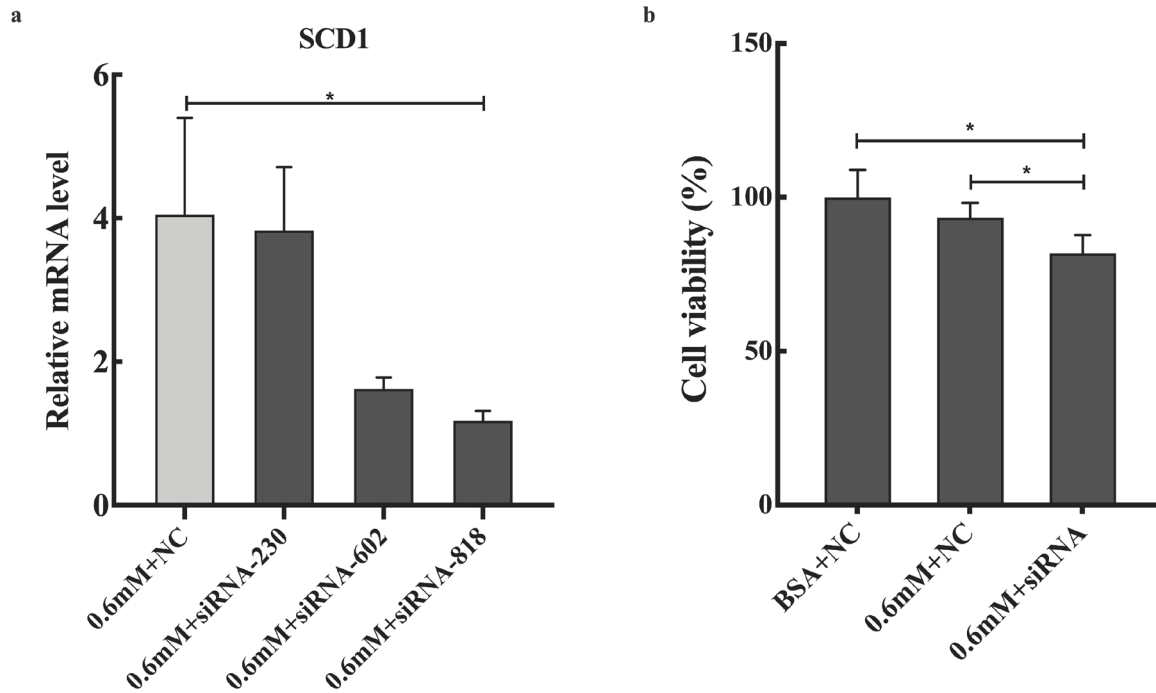 a
SCD1
Relative mRNA level
6
4
2
0
*
0.6mM+NC
0.6mM+siRNA-230
0.6mM+siRNA-602
0.6mM+siRNA-818
b
Cell viability (%)
150
100
50
0
*
*
BSA+NC
0.6mM+NC
0.6mM+siRNA